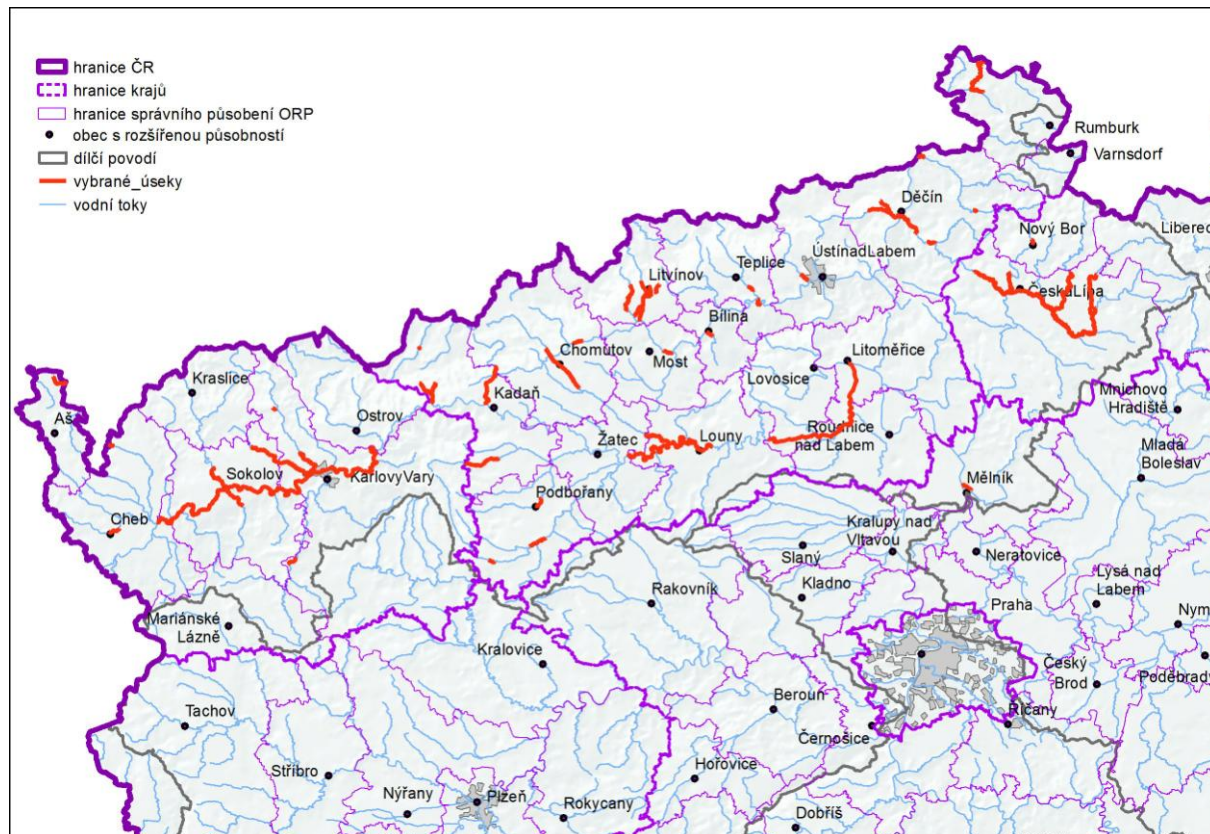 hranice ČR
hranice krajů
hranice správního působení ORP
obec s rozšířenou působností
dílčí povodí
vybrané_úseky
vodní toky
Rumburk
Varnsdorf
Děčín
Nový Bor
Liberec
Teplice
ÚstínadLabem
Litvínov
ČeskáLípa
Bílina
Chomutov
Most
Litoměřice
Lovosice
Kraslice
Kadaň
Mnichovo
Hradiště
Aš
Ostrov
Žatec
Louny
Roudnice
nad Labem
Mladá
Boleslav
Sokolov
KarlovyVary
Podbořany
Mělník
Cheb
Kralupy nad
Vltavou
Slaný
Neratovice
Kladno
Lysá nad
Labem
Rakovník
Praha
Nym
Mariánské
Lázně
Kralovice
Český
Brod
Poděbrady
Beroun
Tachov
Říčany
Černošice
Stříbro
Hořovice
Nýřany
Plzeň
Rokycany
Dobříš